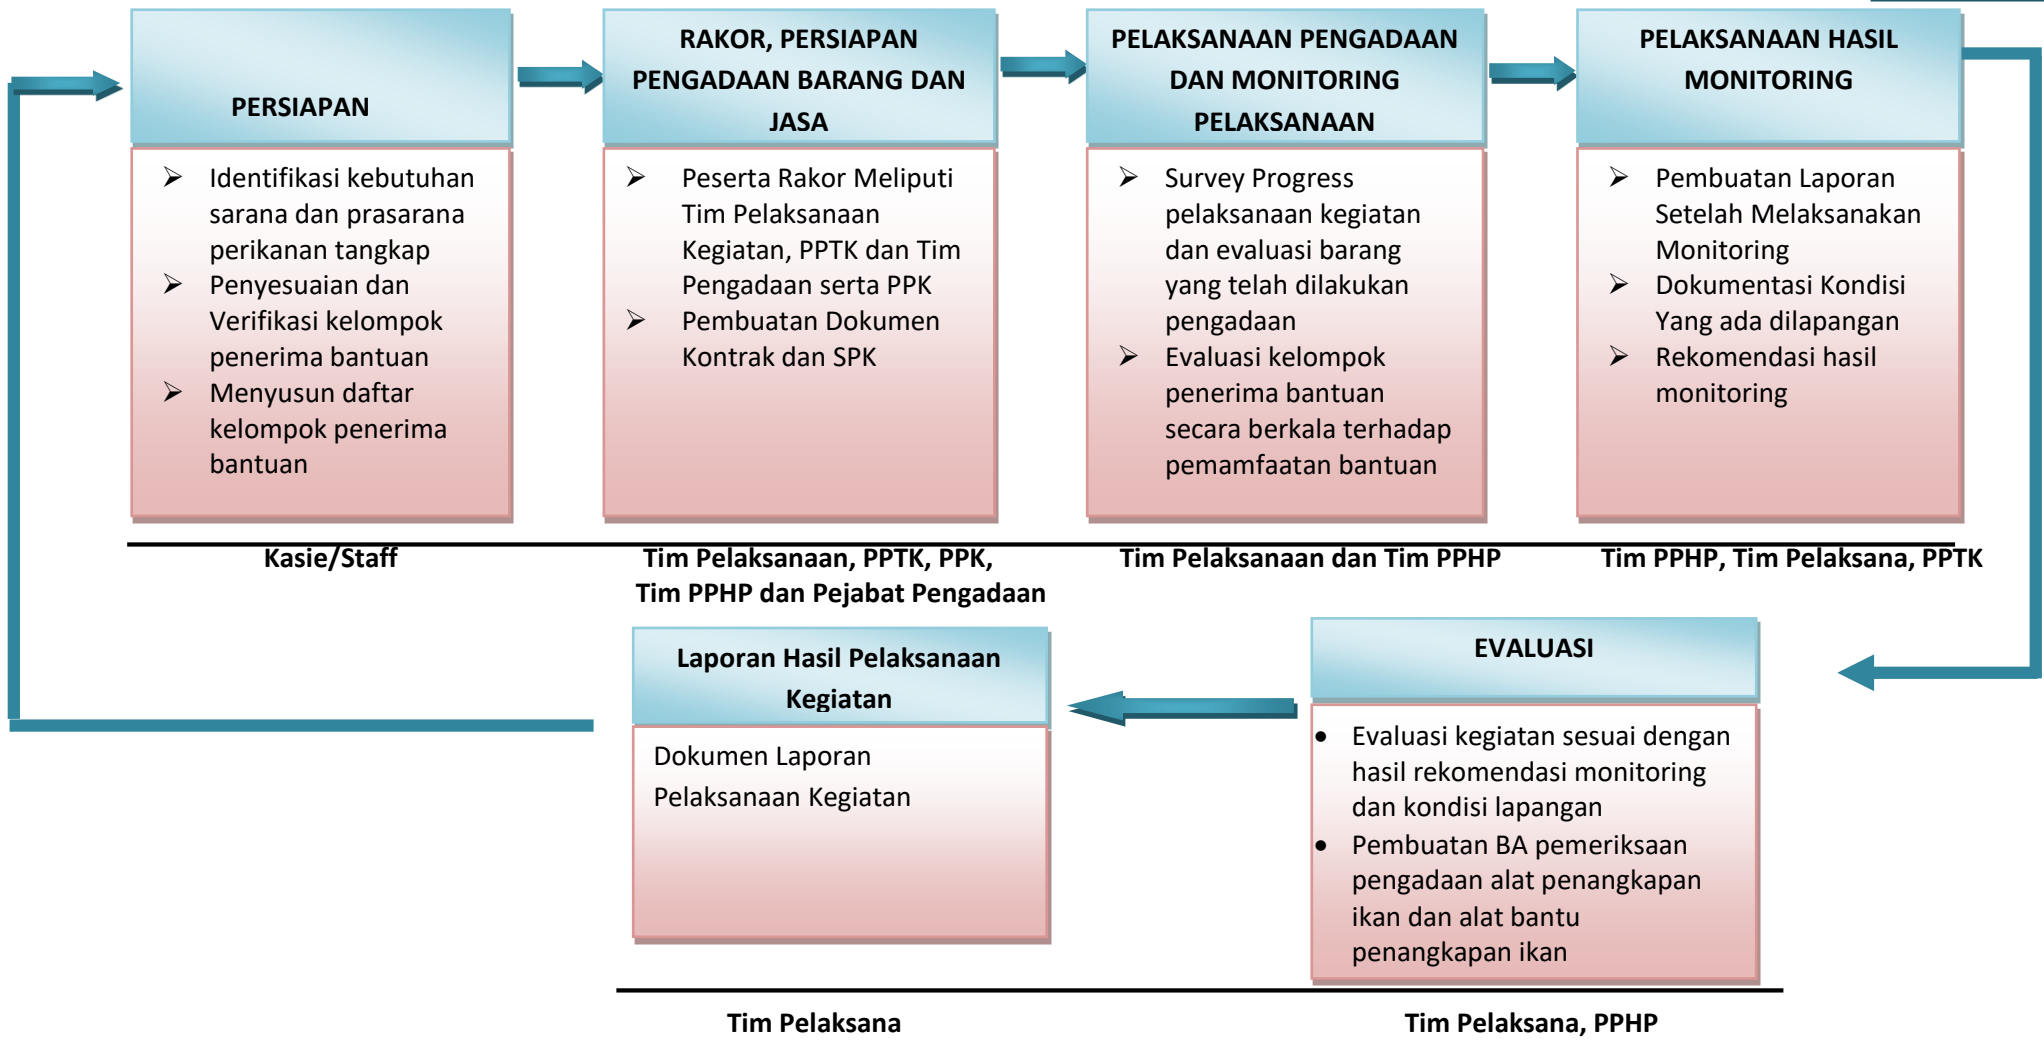 PERSIAPAN
➢ Identifikasi kebutuhan
sarana dan prasarana
perikanan tangkap
➢ Penyesuaian dan
Verifikasi kelompok
penerima bantuan
➢ Menyusun daftar
kelompok penerima
bantuan
Kasie/Staff
RAKOR, PERSIAPAN
PENGADAAN BARANG DAN
JASA
➢ Peserta Rakor Meliputi
Tim Pelaksanaan
Kegiatan, PPTK dan Tim
Pengadaan serta PPK
➢ Pembuatan Dokumen
Kontrak dan SPK
Tim Pelaksanaan, PPTK, PPK,
Tim PPHP dan Pejabat Pengadaan
PELAKSANAAN PENGADAAN
DAN MONITORING
PELAKSANAAN
➢ Survey Progress
pelaksanaan kegiatan
dan evaluasi barang
yang telah dilakukan
pengadaan
➢ Evaluasi kelompok
penerima bantuan
secara berkala terhadap
pemamfaatan bantuan
Tim Pelaksanaan dan Tim PPHP
PELAKSANAAN HASIL
MONITORING
➢ Pembuatan Laporan
Setelah Melaksanakan
Monitoring
➢ Dokumentasi Kondisi
Yang ada dilapangan
➢ Rekomendasi hasil
monitoring
Tim PPHP, Tim Pelaksana, PPTK
EVALUASI
• Evaluasi kegiatan sesuai dengan
hasil rekomendasi monitoring
dan kondisi lapangan
• Pembuatan BA pemeriksaan
pengadaan alat penangkapan
ikan dan alat bantu
penangkapan ikan
Tim Pelaksana, PPHP
Laporan Hasil Pelaksanaan
Kegiatan
Dokumen Laporan
Pelaksanaan Kegiatan
Tim Pelaksana